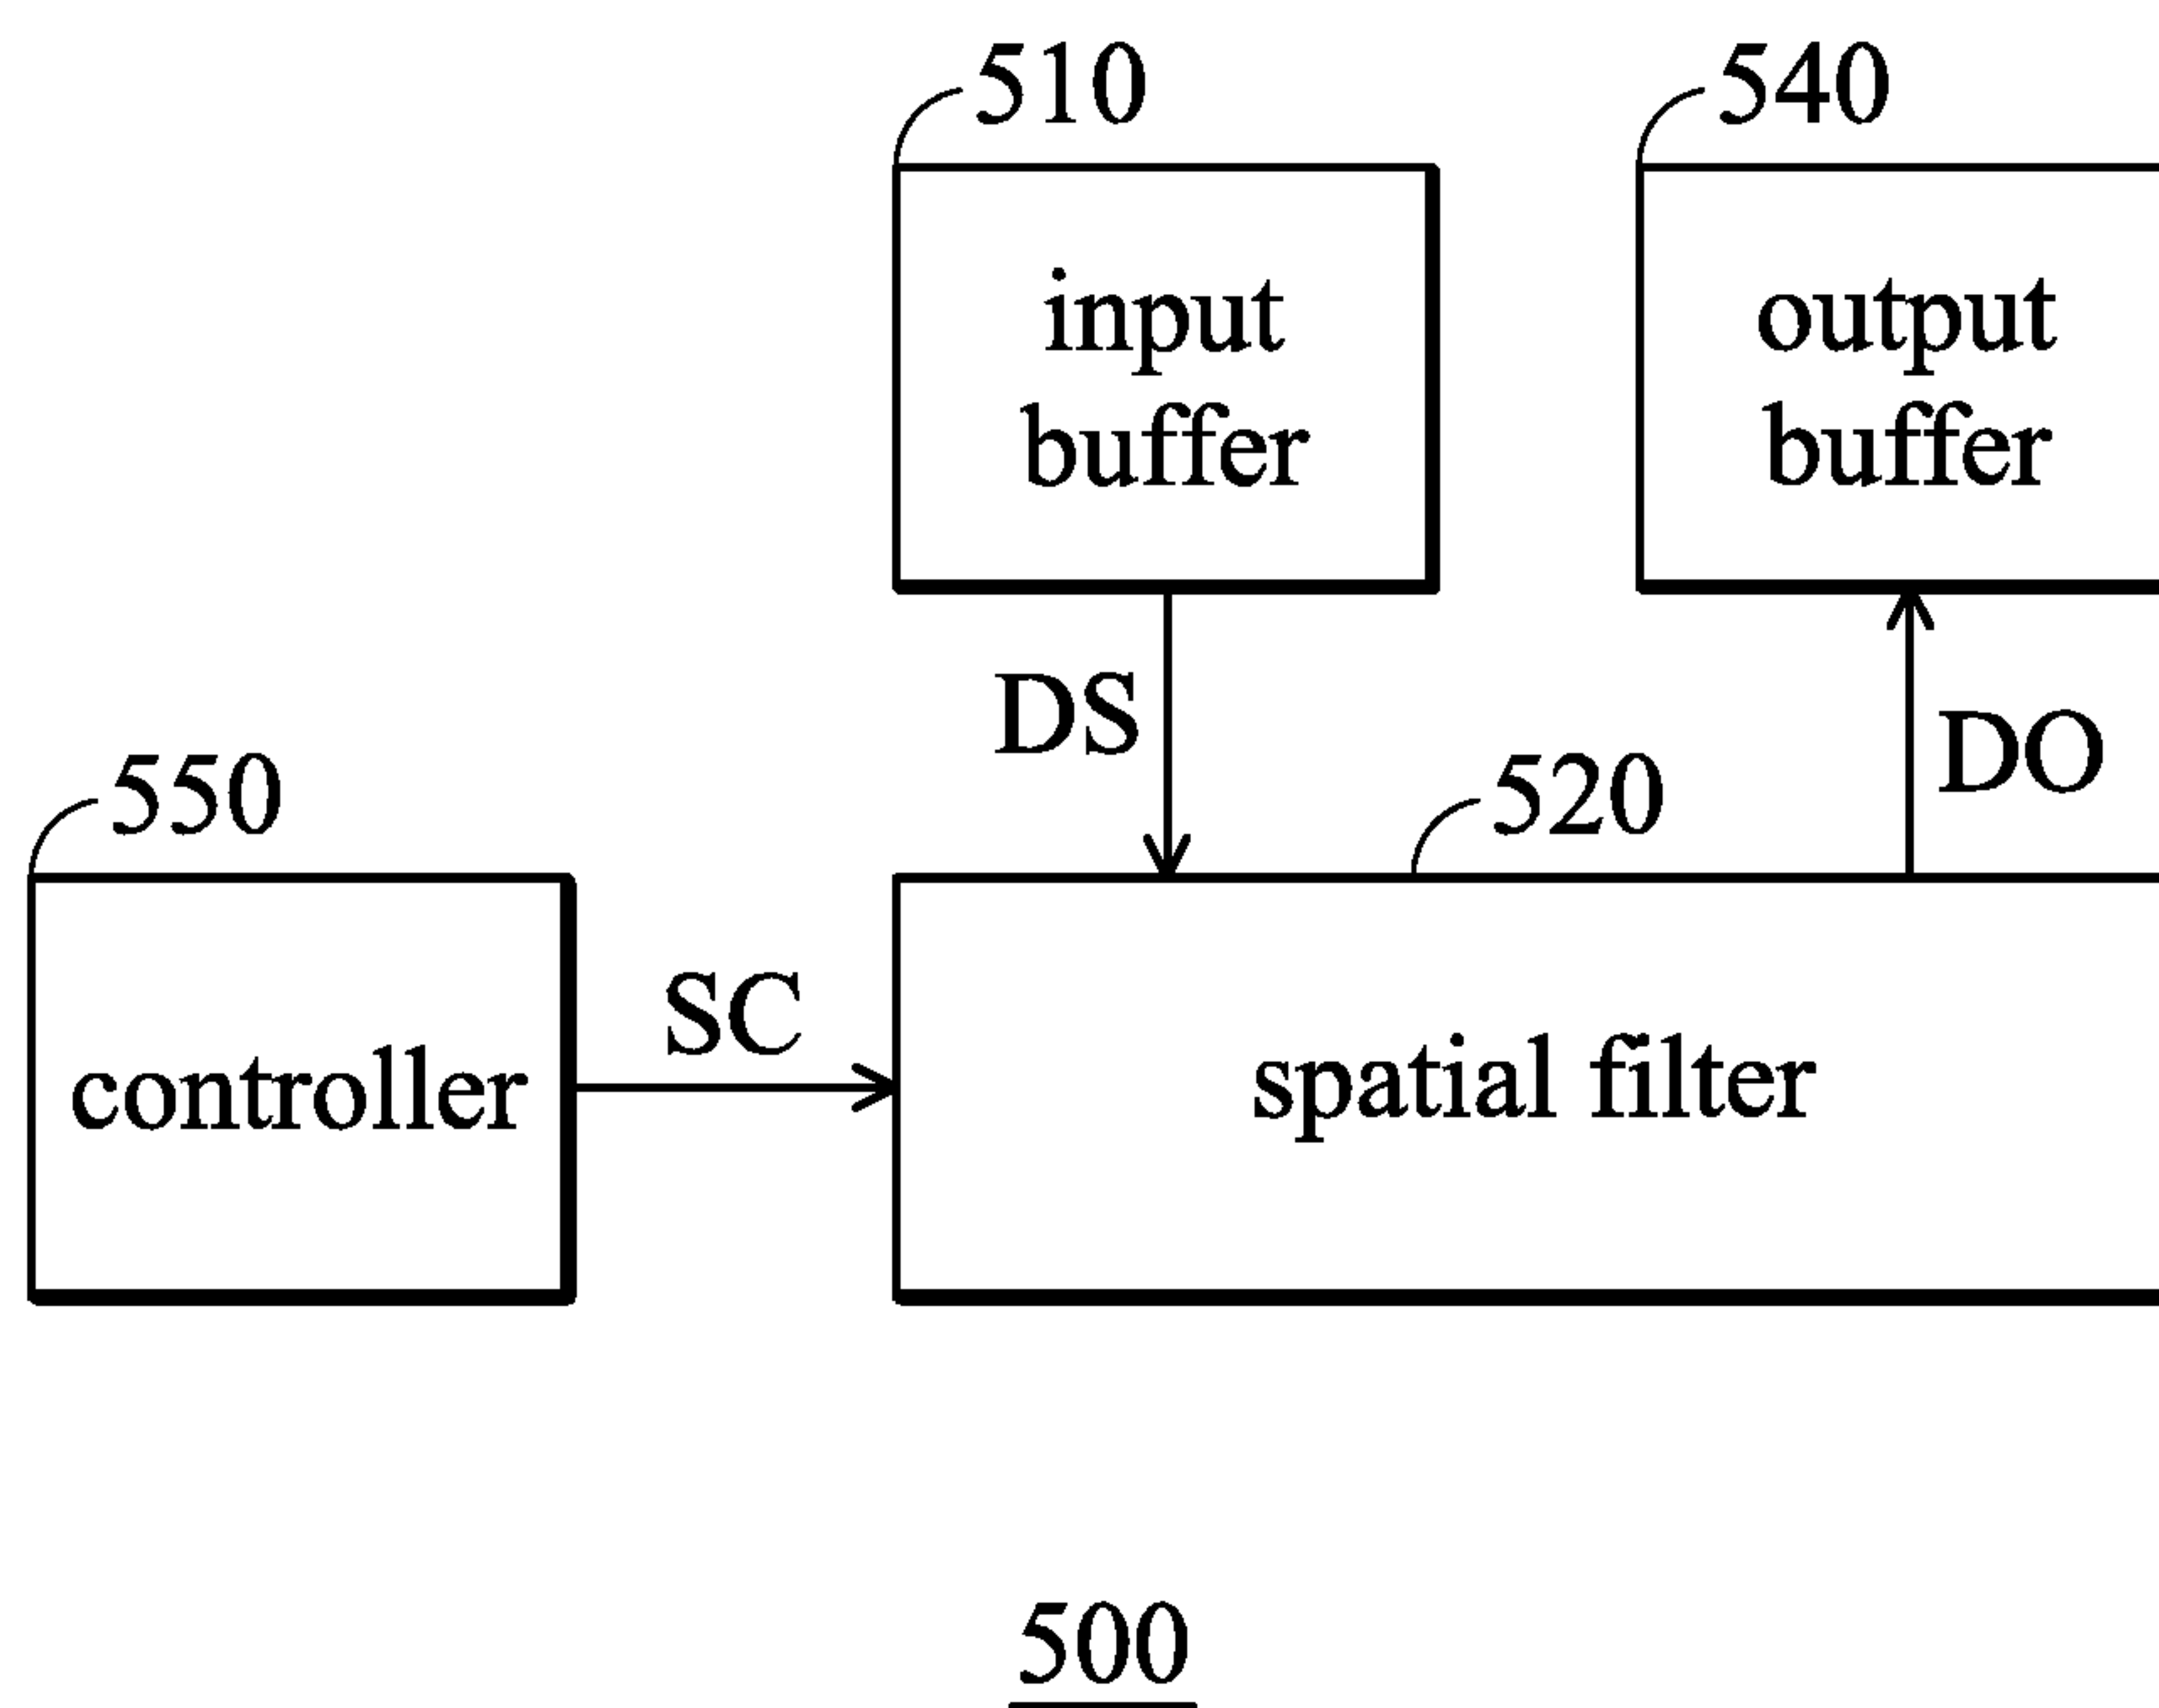 510
540
input
buffer
output
buffer
DS
DO
550
520
SC
controller
spatial filter
500